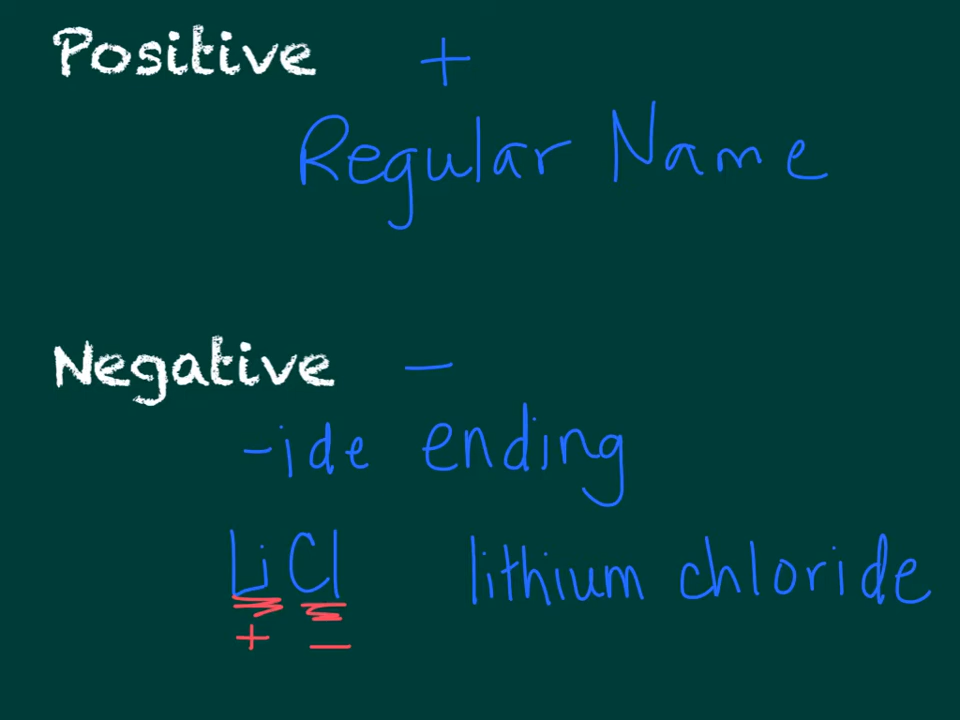 Positive +
Regular Name
Negative –
-ide ending
LiCl lithium chloride
+ –